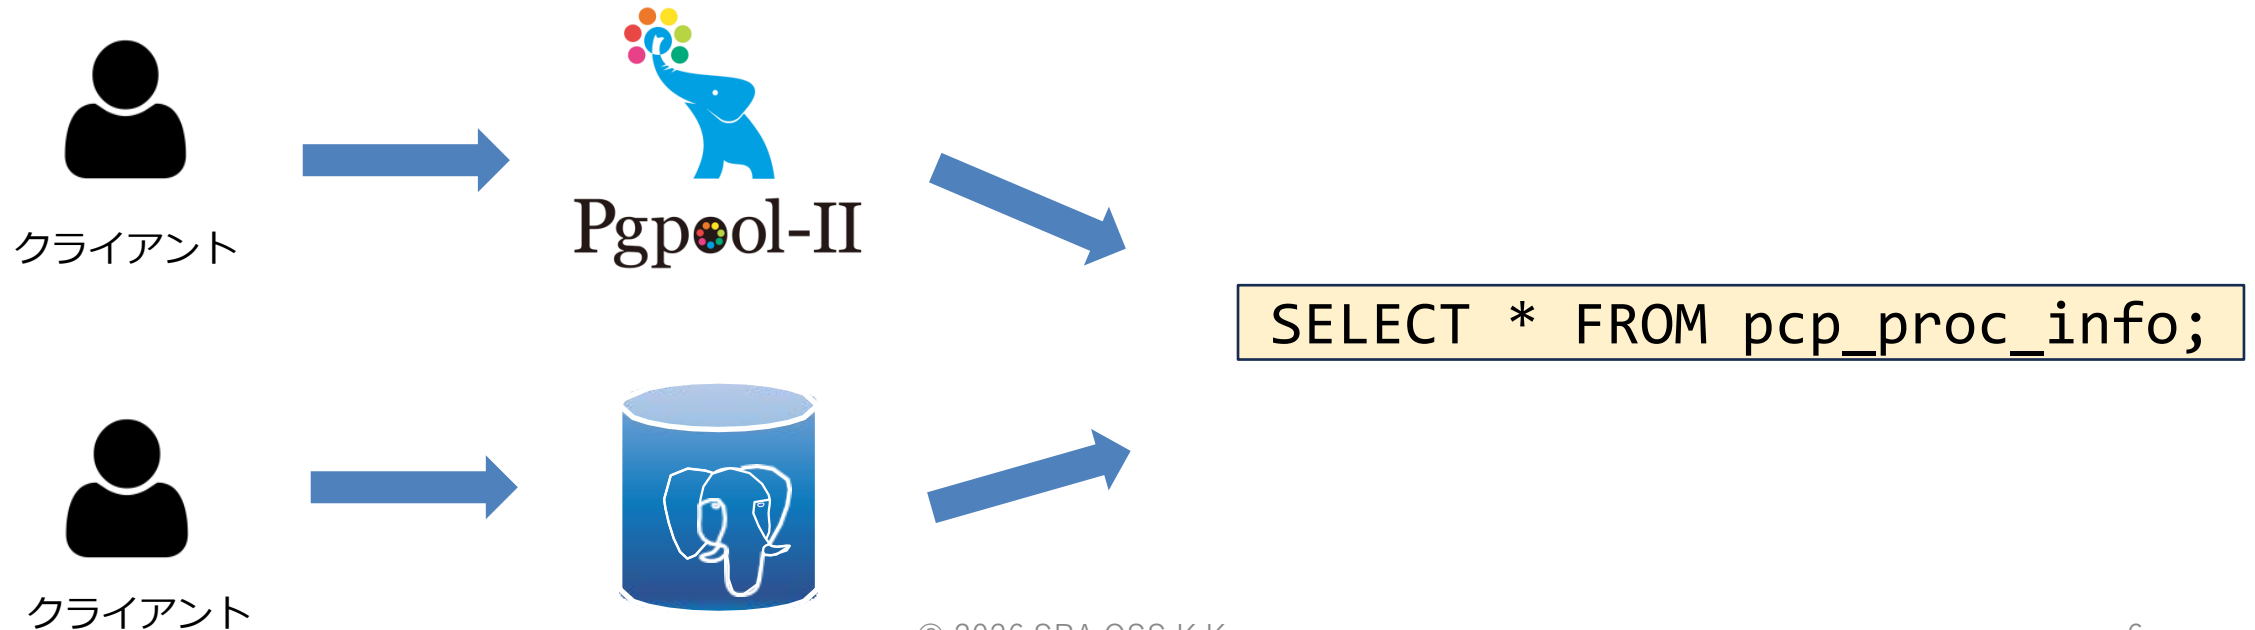 Pgpool-II
クライアント
SELECT * FROM pcp_proc_info;
クライアント